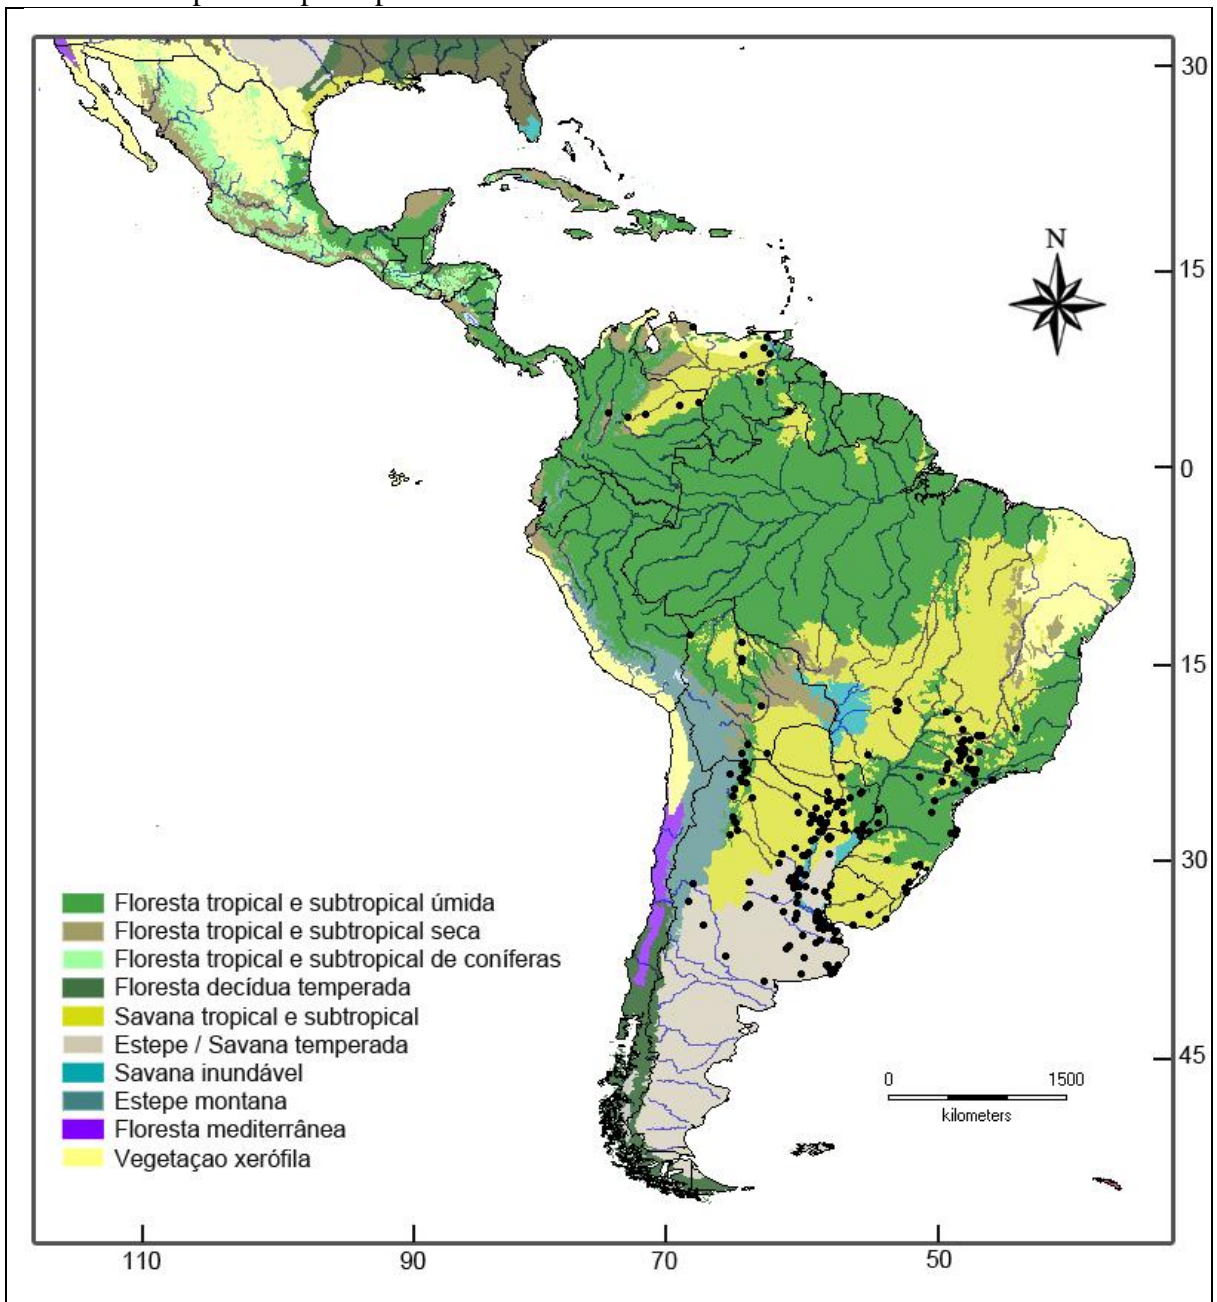 N
30
15
0
15
30
45
Floresta tropical e subtropical úmida
Floresta tropical e subtropical seca
Floresta tropical e subtropical de coníferas
Floresta decídua temperada
Savana tropical e subtropical
Estepe / Savana temperada
Savana inundável
Estepe montana
Floresta mediterrânea
Vegetaçao xerófila
0 1500
kilometers
110 90 70 50